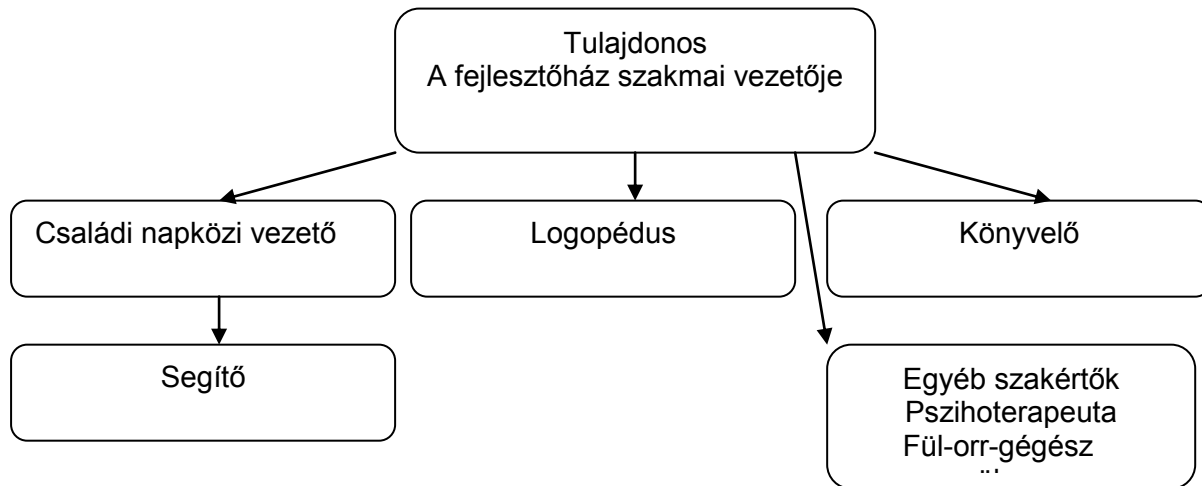 Tulajdonos
A fejlesztőház szakmai vezetője
Családi napközi vezető
Logopédus
Könyvelő
Segítő
Egyéb szakértők
Pszihoterapeuta
Fül-orr-gégész